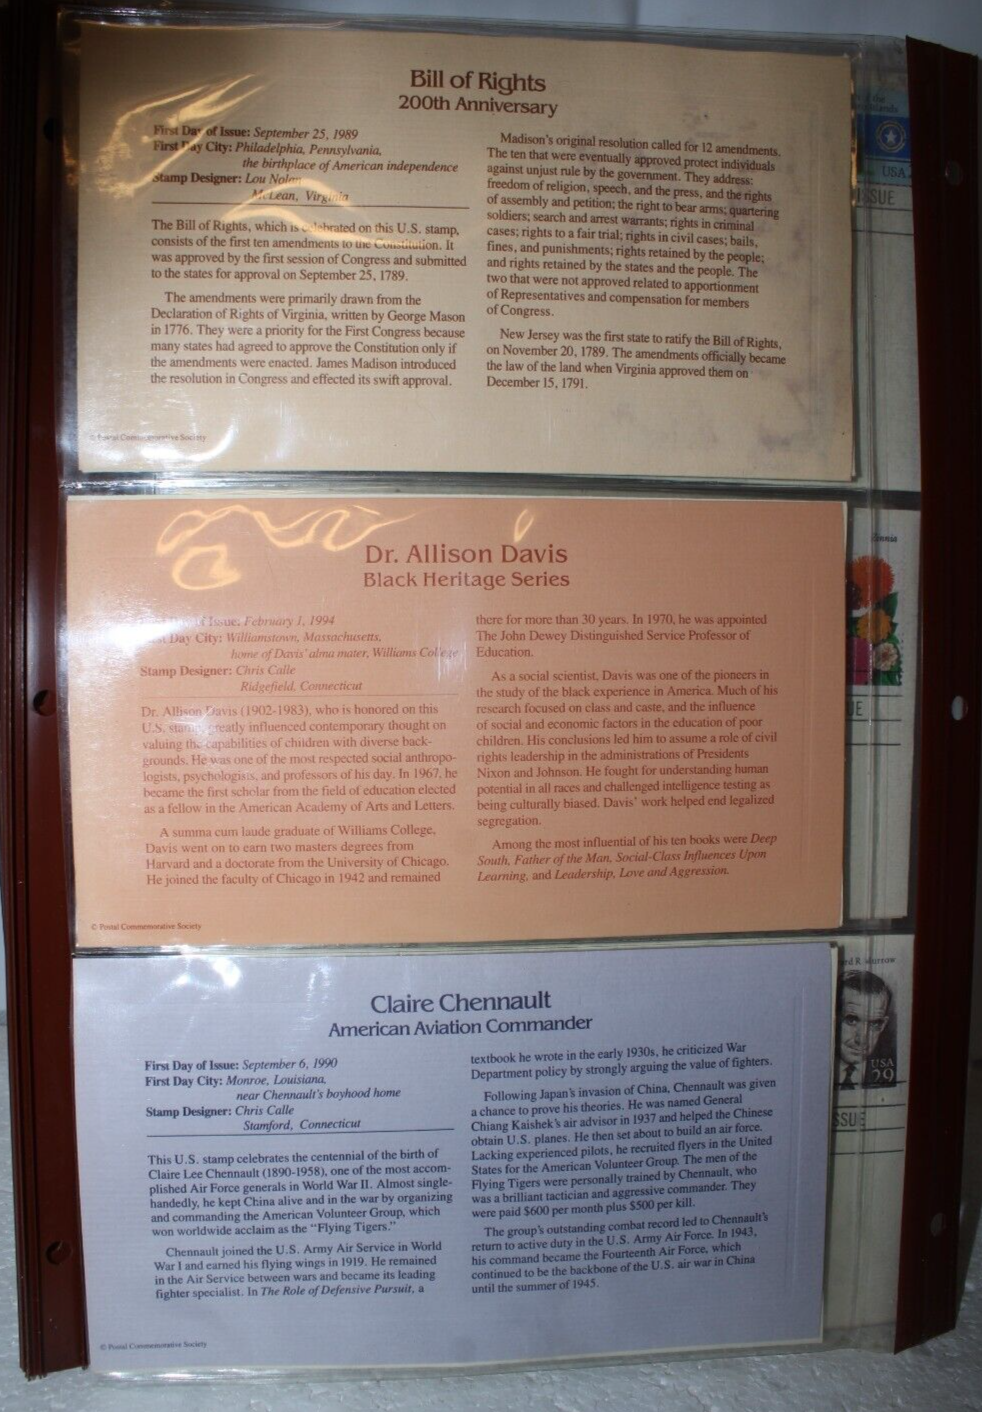 Bill of Rights
200th Anniversary
First Day of Issue: September 25, 1989
First Day City: Philadelphia, Pennsylvania,
the birthplace of American independence
Stamp Designer: Lou Nolan
McLean, Virginia
The Bill of Rights, which is celebrated on this U.S. stamp,
consists of the first ten amendments to the Constitution. It
was approved by the first session of Congress and submitted
to the states for approval on September 25, 1789.
The amendments were primarily drawn from the
Declaration of Rights of Virginia, written by George Mason
in 1776. They were a priority for the First Congress because
many states had agreed to approve the Constitution only if
the amendments were enacted. James Madison introduced
the resolution in Congress and effected its swift approval.
Madison's original resolution called for 12 amendments.
The ten that were eventually approved protect individuals
against unjust rule by the government. They address:
freedom of religion, speech, and the press, and the rights
of assembly and petition; the right to bear arms; quartering
soldiers; search and arrest warrants; rights in criminal
cases; rights to a fair trial; rights in civil cases; bails,
fines, and punishments; rights retained by the people;
and rights retained by the states and the people. The
two that were not approved related to apportionment
of Representatives and compensation for members
of Congress.
New Jersey was the first state to ratify the Bill of Rights,
on November 20, 1789. The amendments officially became
the law of the land when Virginia approved them on
December 15, 1791.
© Postal Commemorative Society
USA
ISSUE
Dr. Allison Davis
Black Heritage Series
Issue: February 1, 1994
First Day City: Williamstown, Massachusetts,
home of Davis' alma mater, Williams College
Stamp Designer: Chris Calle
Ridgefield, Connecticut
Dr. Allison Davis (1902-1983), who is honored on this
U.S. stamp, greatly influenced contemporary thought on
valuing the capabilities of children with diverse back-
grounds. He was one of the most respected social anthropo-
logists, psychologists, and professors of his day. In 1967, he
became the first scholar from the field of education elected
as a fellow in the American Academy of Arts and Letters.
A summa cum laude graduate of Williams College,
Davis went on to earn two masters degrees from
Harvard and a doctorate from the University of Chicago.
He joined the faculty of Chicago in 1942 and remained
there for more than 30 years. In 1970, he was appointed
The John Dewey Distinguished Service Professor of
Education.
As a social scientist, Davis was one of the pioneers in
the study of the black experience in America. Much of his
research focused on class and caste, and the influence
of social and economic factors in the education of poor
children. His conclusions led him to assume a role of civil
rights leadership in the administrations of Presidents
Nixon and Johnson. He fought for understanding human
potential in all races and challenged intelligence testing as
being culturally biased. Davis' work helped end legalized
segregation.
Among the most influential of his ten books were Deep
South, Father of the Man, Social-Class Influences Upon
Learning, and Leadership, Love and Aggression.
© Postal Commemorative Society
Zinnia
UE
Claire Chennault
American Aviation Commander
First Day of Issue: September 6, 1990
First Day City: Monroe, Louisiana,
near Chennault's boyhood home
Stamp Designer: Chris Calle
Stamford, Connecticut
This U.S. stamp celebrates the centennial of the birth of
Claire Lee Chennault (1890-1958), one of the most accom-
plished Air Force generals in World War II. Almost single-
handedly, he kept China alive and in the war by organizing
and commanding the American Volunteer Group, which
won worldwide acclaim as the "Flying Tigers."
Chennault joined the U.S. Army Air Service in World
War I and earned his flying wings in 1919. He remained
in the Air Service between wars and became its leading
fighter specialist. In The Role of Defensive Pursuit, a
textbook he wrote in the early 1930s, he criticized War
Department policy by strongly arguing the value of fighters.
Following Japan's invasion of China, Chennault was given
a chance to prove his theories. He was named General
Chiang Kaishek's air advisor in 1937 and helped the Chinese
obtain U.S. planes. He then set about to build an air force.
Lacking experienced pilots, he recruited flyers in the United
States for the American Volunteer Group. The men of the
Flying Tigers were personally trained by Chennault, who
was a brilliant tactician and aggressive commander. They
were paid $600 per month plus $500 per kill.
The group's outstanding combat record led to Chennault's
return to active duty in the U.S. Army Air Force. In 1943,
his command became the Fourteenth Air Force, which
continued to be the backbone of the U.S. air war in China
until the summer of 1945.
© Postal Commemorative Society
ard R. Murrow
USA
29
SSUE